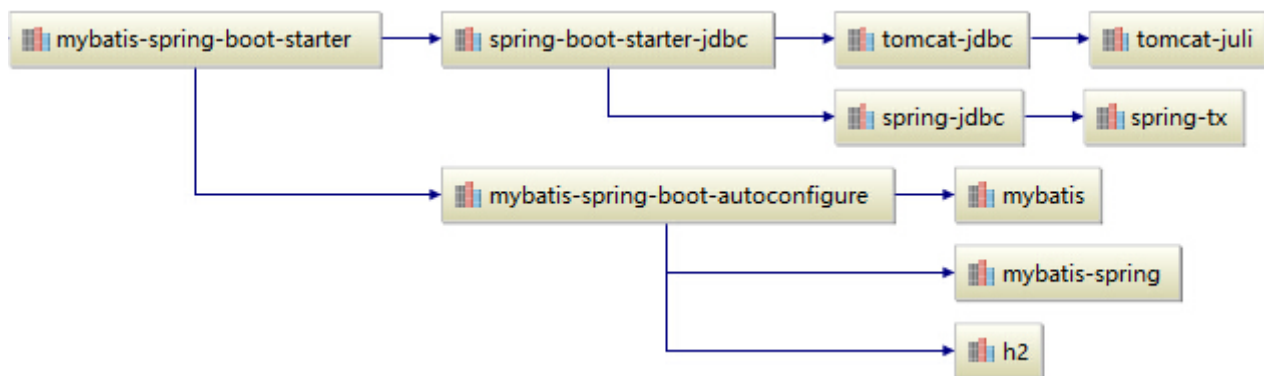 mybatis-spring-boot-starter
spring-boot-starter-jdbc
tomcat-jdbc
tomcat-juli
spring-jdbc
spring-tx
mybatis-spring-boot-autoconfigure
mybatis
mybatis-spring
h2